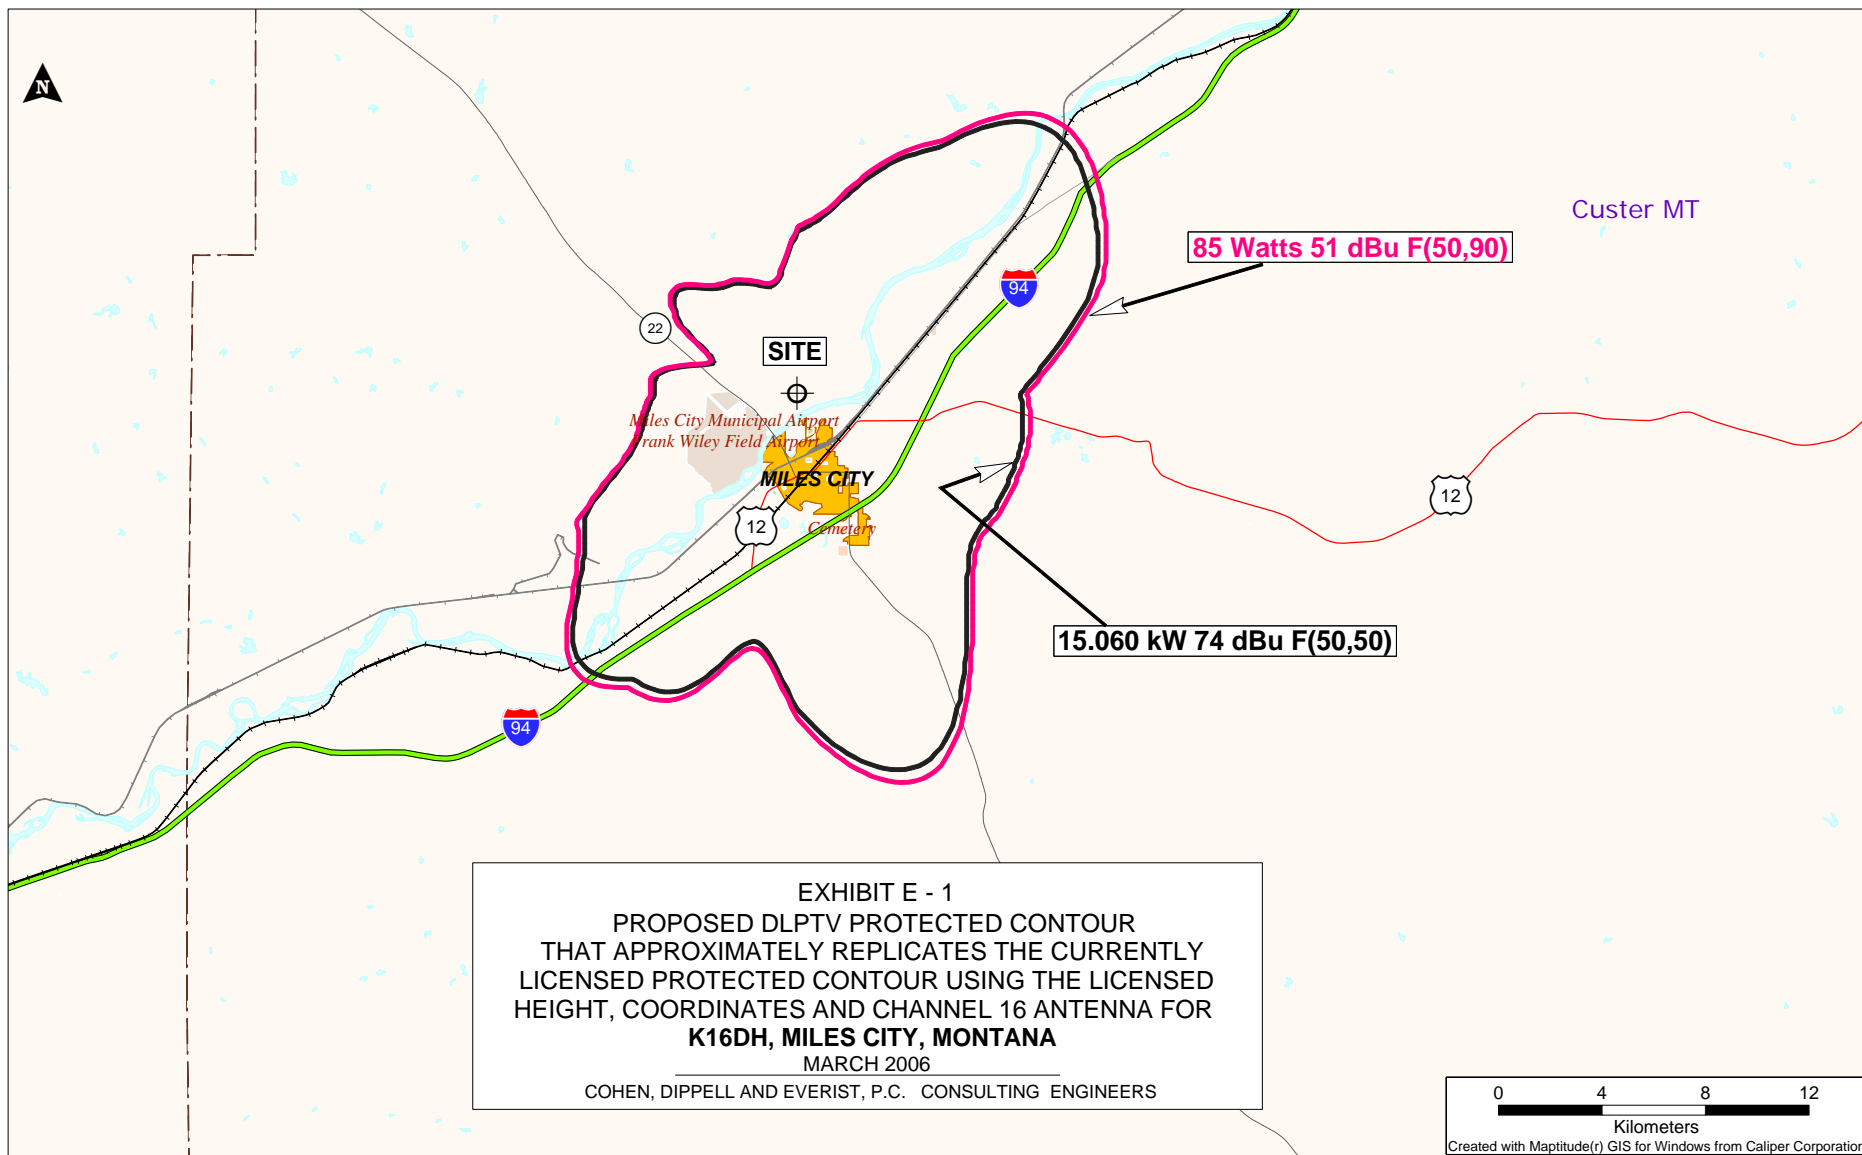 N
Custer MT
85 Watts 51 dBu F(50,90)
94
22
SITE
Miles City Municipal Airport
Frank Wiley Field Airport
MILES CITY
12
12
Cemetery
15.060 kW 74 dBu F(50,50)
94
EXHIBIT E - 1
PROPOSED DLPTV PROTECTED CONTOUR
THAT APPROXIMATELY REPLICATES THE CURRENTLY
LICENSED PROTECTED CONTOUR USING THE LICENSED
HEIGHT, COORDINATES AND CHANNEL 16 ANTENNA FOR
K16DH, MILES CITY, MONTANA
MARCH 2006
COHEN, DIPPELL AND EVERIST, P.C. CONSULTING ENGINEERS
0 4 8 12
Kilometers
Created with Maptitude(r) GIS for Windows from Caliper Corporation